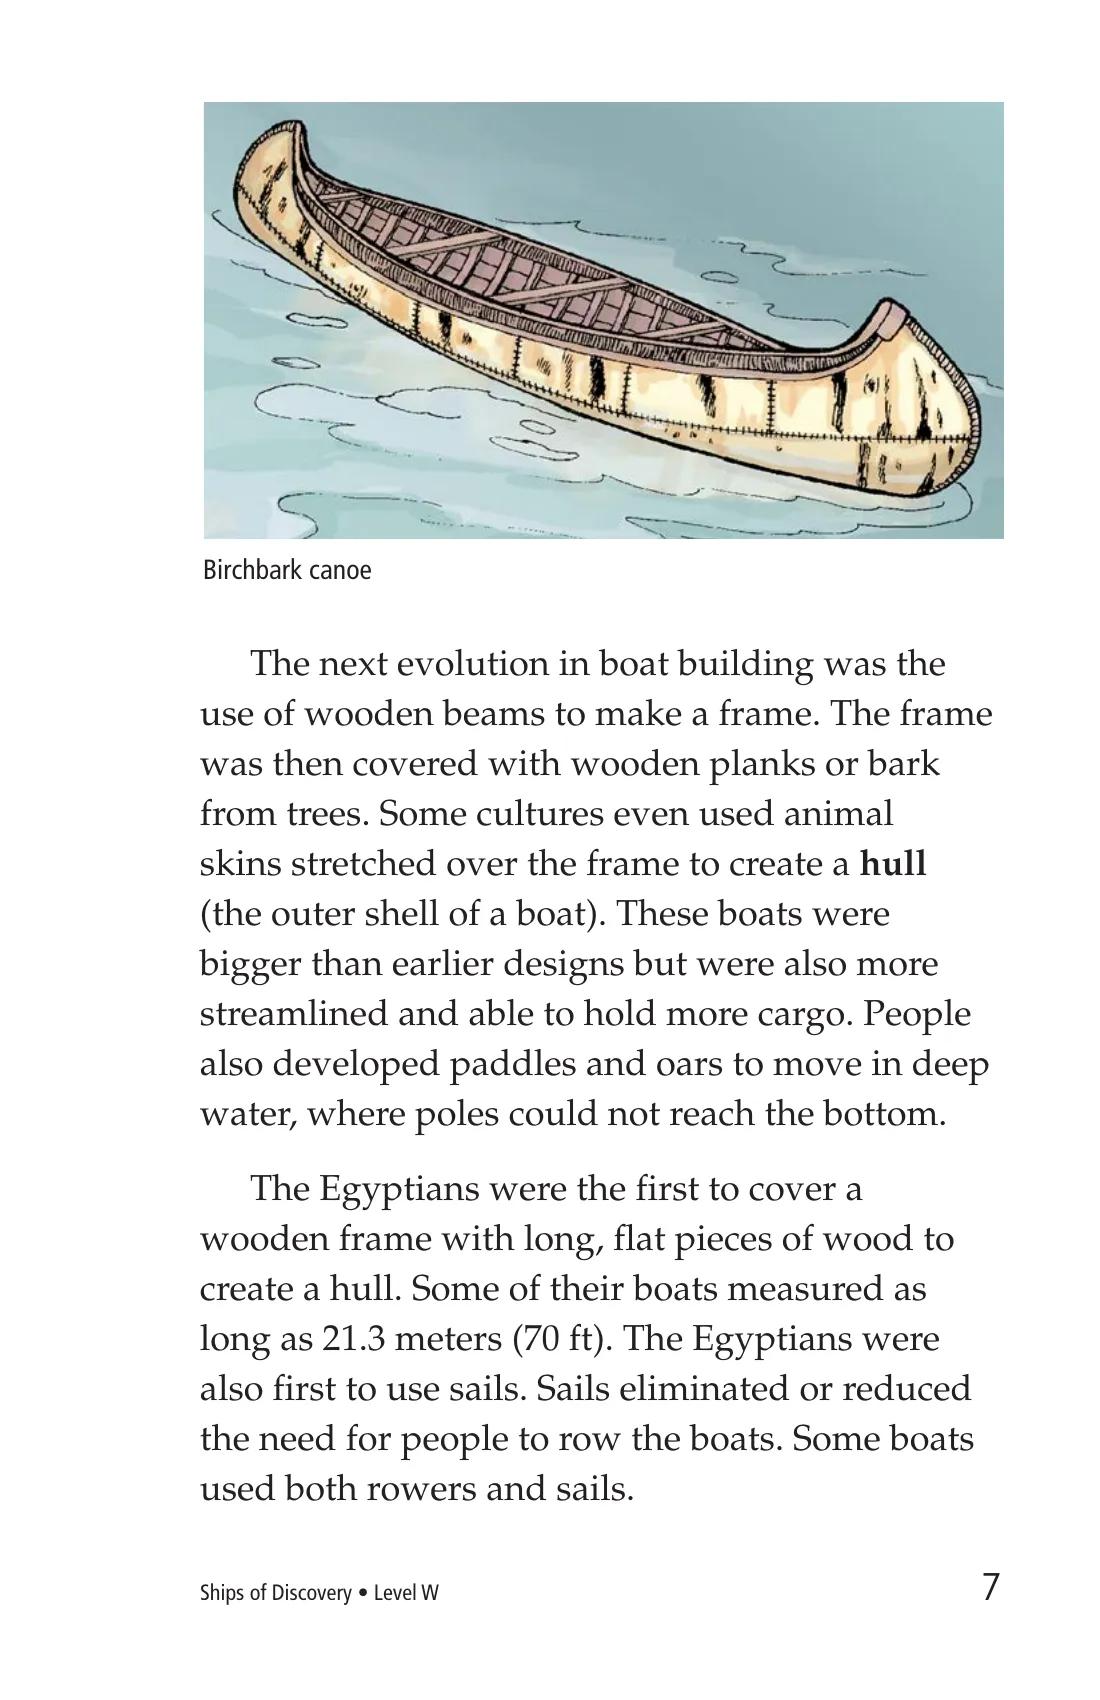 Birchbark canoe
The next evolution in boat building was the
use of wooden beams to make a frame. The frame
was then covered with wooden planks or bark
from trees. Some cultures even used animal
skins stretched over the frame to create a hull
(the outer shell of a boat). These boats were
bigger than earlier designs but were also more
streamlined and able to hold more cargo. People
also developed paddles and oars to move in deep
water, where poles could not reach the bottom.
The Egyptians were the first to cover a
wooden frame with long, flat pieces of wood to
create a hull. Some of their boats measured as
long as 21.3 meters (70 ft). The Egyptians were
also first to use sails. Sails eliminated or reduced
the need for people to row the boats. Some boats
used both rowers and sails.
Ships of Discovery • Level W
7